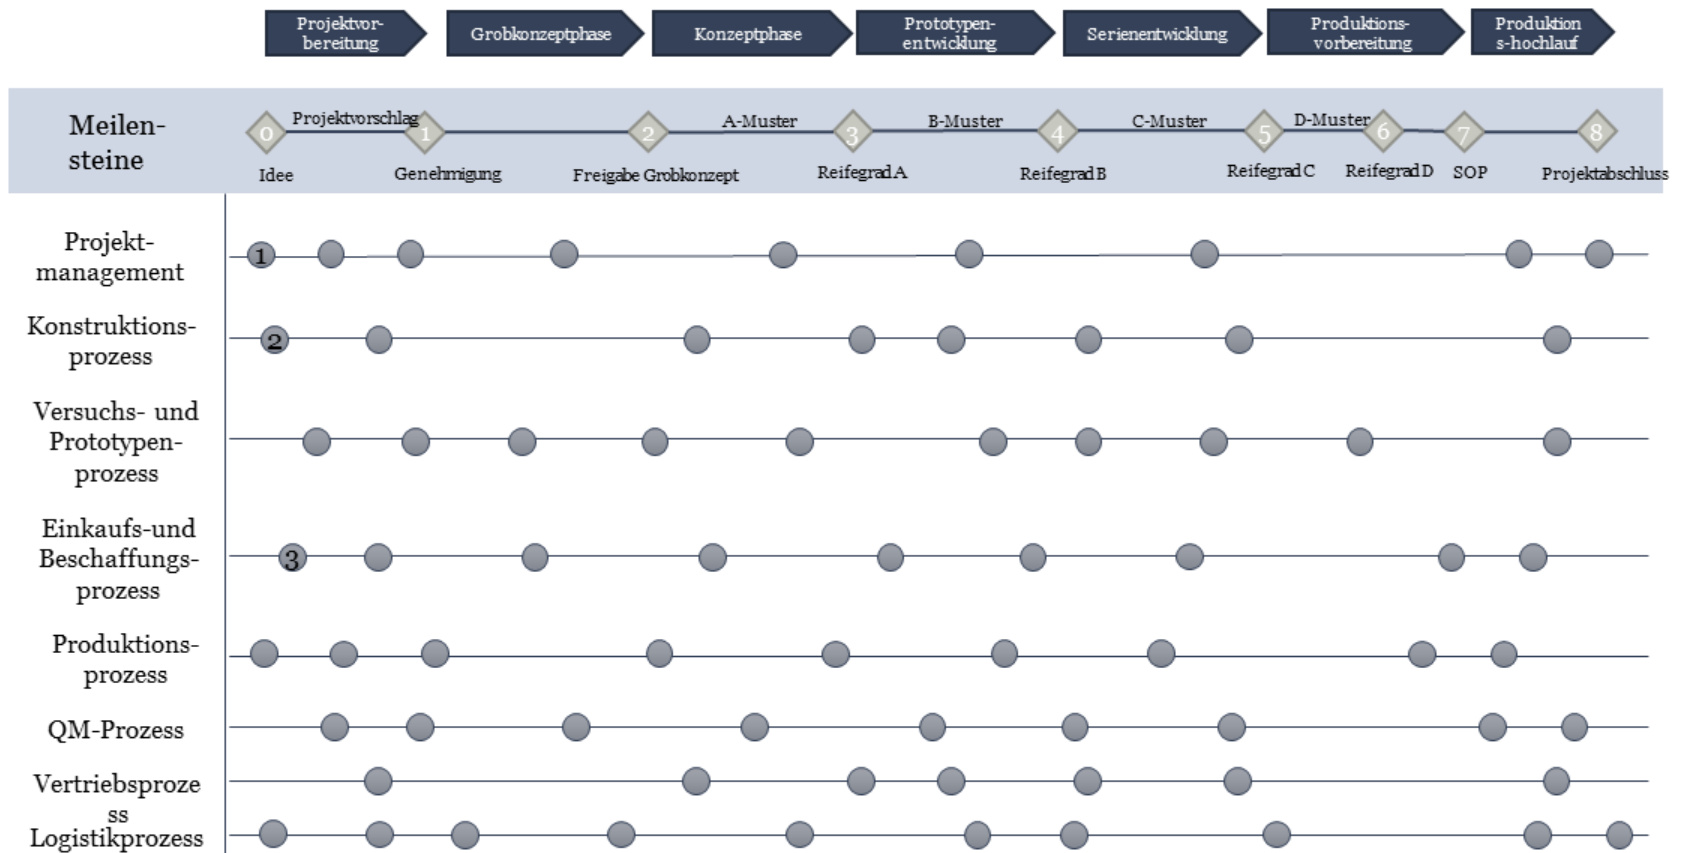 Projektvor-
bereitung
Grobkonzeptphase
Konzeptphase
Prototypen-
entwicklung
Serienentwicklung
Produktions-
vorbereitung
Produktion
s-hochlauf
Meilen-
steine
0
Projektvorschlag
1
2
A-Muster
3
B-Muster
4
C-Muster
5
D-Muster
6
7
8
Idee
Genehmigung
Freigabe Grobkonzept
Reifegrad A
Reifegrad B
Reifegrad C
Reifegrad D
SOP
Projektabschluss
Projekt-
management
1
Konstruktions-
prozess
2
Versuchs- und
Prototypen-
prozess
Einkaufs-und
Beschaffungs-
prozess
3
Produktions-
prozess
QM-Prozess
Vertriebsproze
ss
Logistikprozess